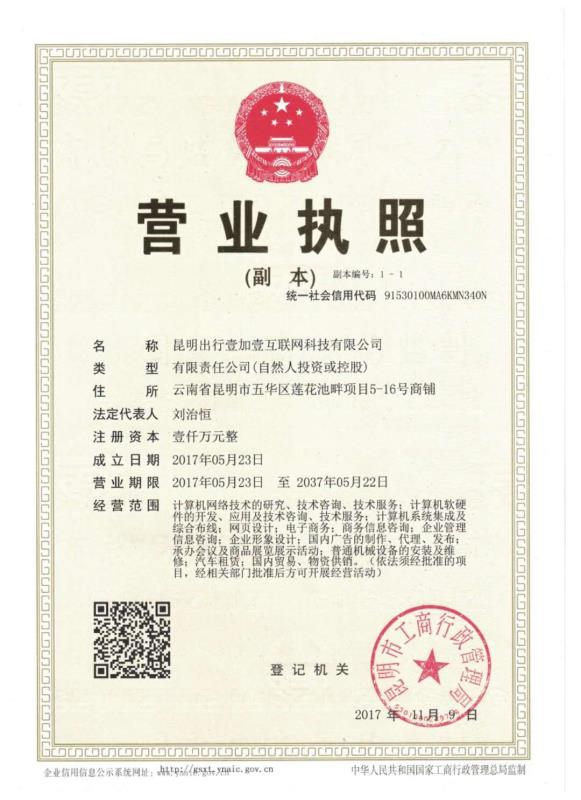 营业执照
(副 本) 副本编号：1 - 1
统一社会信用代码 91530100MA6KMN340N
名 称 昆明出行壹加壹互联网科技有限公司
类 型 有限责任公司(自然人投资或控股)
住 所 云南省昆明市五华区莲花池畔项目5-16号商铺
法定代表人 刘治恒
注册资本 壹仟万元整
成立日期 2017年05月23日
营业期限 2017年05月23日 至 2037年05月22日
经营范围 计算机网络技术的研究、技术咨询、技术服务；计算机软硬
件的开发、应用及技术咨询、技术服务；计算机系统集成及
综合布线；网页设计；电子商务；商务信息咨询；企业管理
信息咨询；企业形象设计；国内广告的制作、代理、发布；
承办会议及商品展览展示活动；普通机械设备的安装及维
修；汽车租赁；国内贸易、物资供销。（依法须经批准的项
目，经相关部门批准后方可开展经营活动）
昆明市工商行政管理局
登记机关
2017 年 11月 9 日
http://gsxt.ynaic.gov.cn
企业信用信息公示系统网址：www.ynaic.gov.cn
中华人民共和国国家工商行政管理总局监制